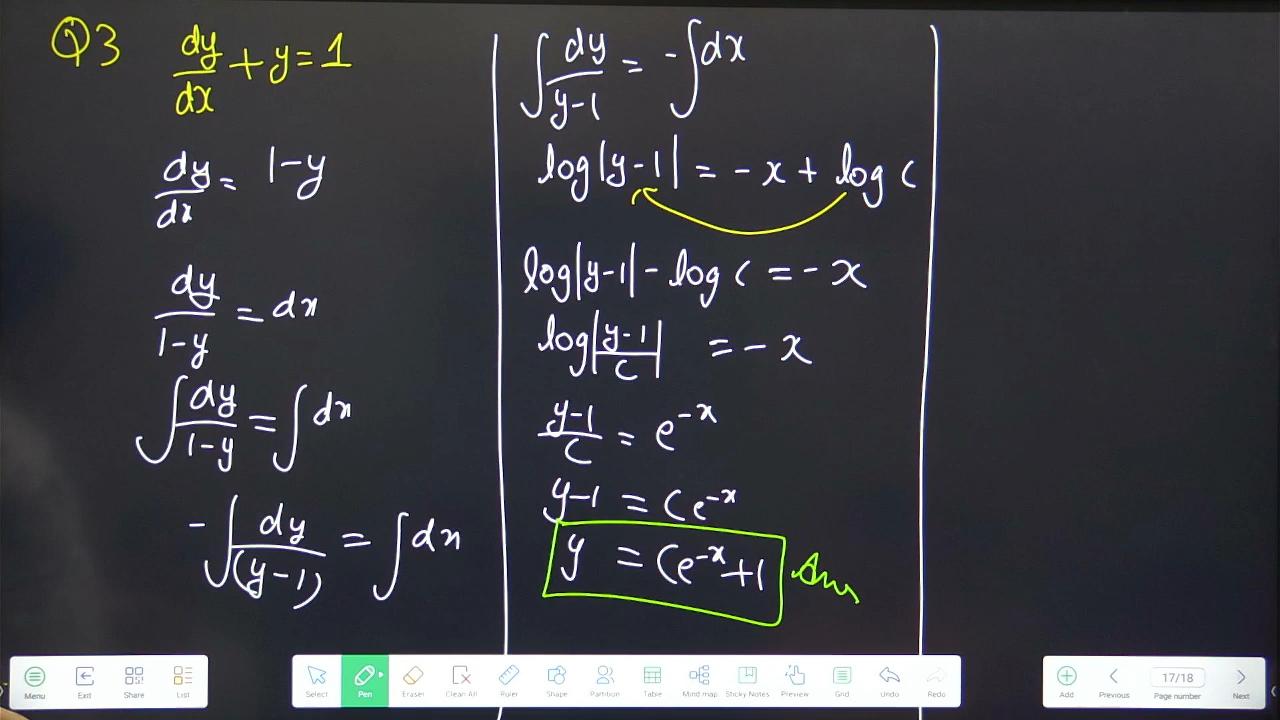 Q3 dy/dx + y = 1
dy/dx = 1-y
dy/1-y = dx
∫ dy/1-y = ∫ dx
-∫ dy/(y-1) = ∫ dx
∫ dy/y-1 = -∫ dx
log|y-1| = -x + log c
log|y-1| - log c = -x
log|y-1/c| = -x
y-1/c = e^-x
y-1 = ce^-x
y = ce^-x + 1 Ans
Menu Exit Share List
Select Pen Eraser Clean All Ruler Shape Partition Table Mind map Sticky Notes Preview Grid Undo Redo
Add Previous 17/18 Page number Next